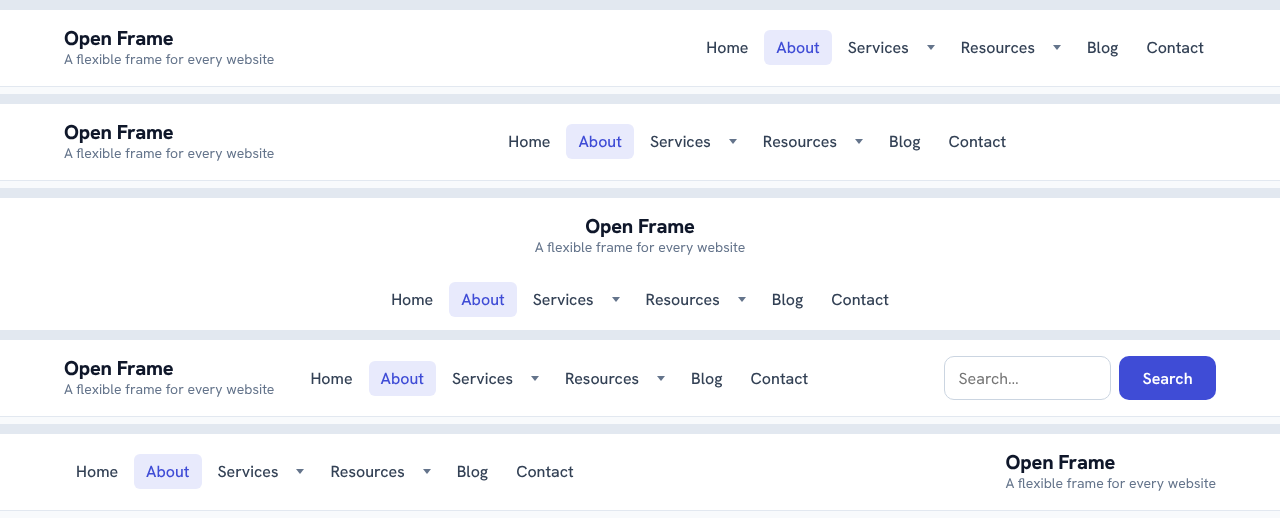 Open Frame
A flexible frame for every website
Home About Services Resources Blog Contact
Open Frame
A flexible frame for every website
Home About Services Resources Blog Contact
Open Frame
A flexible frame for every website
Home About Services Resources Blog Contact
Open Frame
A flexible frame for every website
Home About Services Resources Blog Contact
Search... Search
Home About Services Resources Blog Contact
Open Frame
A flexible frame for every website